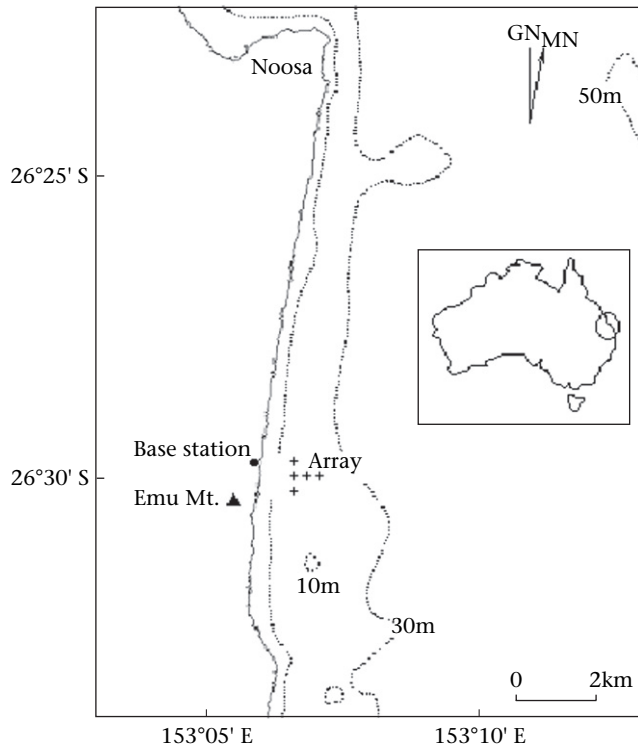 GN
MN
Noosa
50m
26°25' S
Base station
Array
26°30' S
Emu Mt.
10m
30m
0 2km
153°05' E 153°10' E